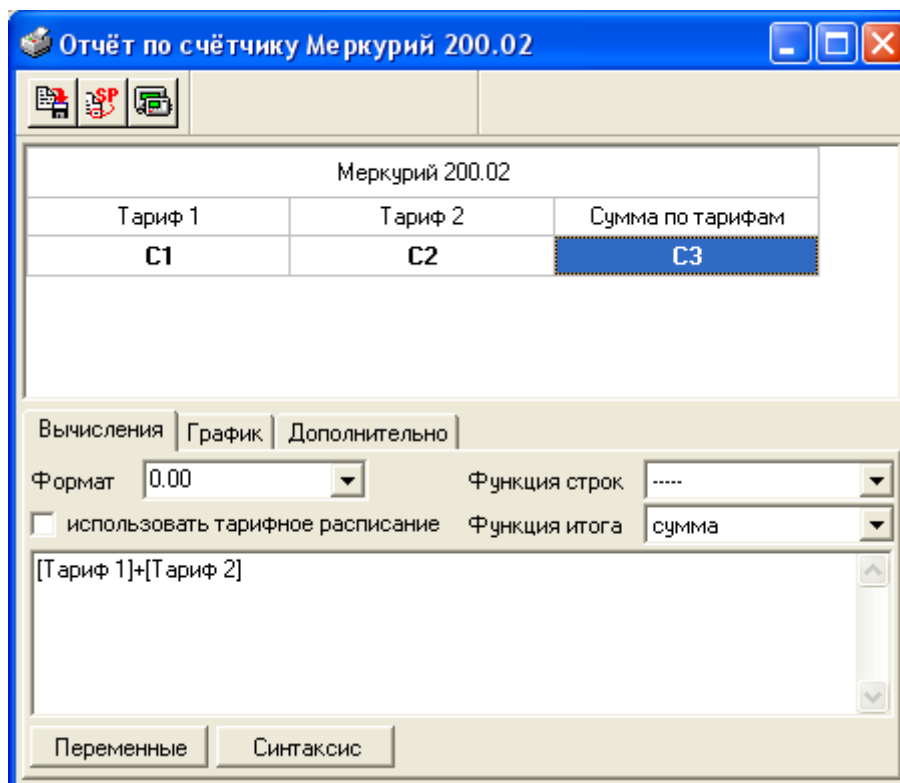 Отчёт по счётчику Меркурий 200.02
SP
Меркурий 200.02
Тариф 1 Тариф 2 Сумма по тарифам
C1 C2 C3
Вычисления График Дополнительно
Формат 0.00 Функция строк -----
использовать тарифное расписание Функция итога сумма
[Тариф 1]+[Тариф 2]
Переменные Синтаксис